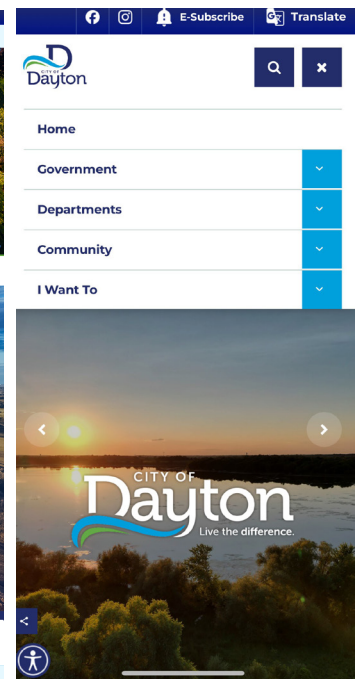 E-Subscribe Translate
CITY OF
Dayton
Home
Government
Departments
Community
I Want To
CITY OF
Dayton
Live the difference.